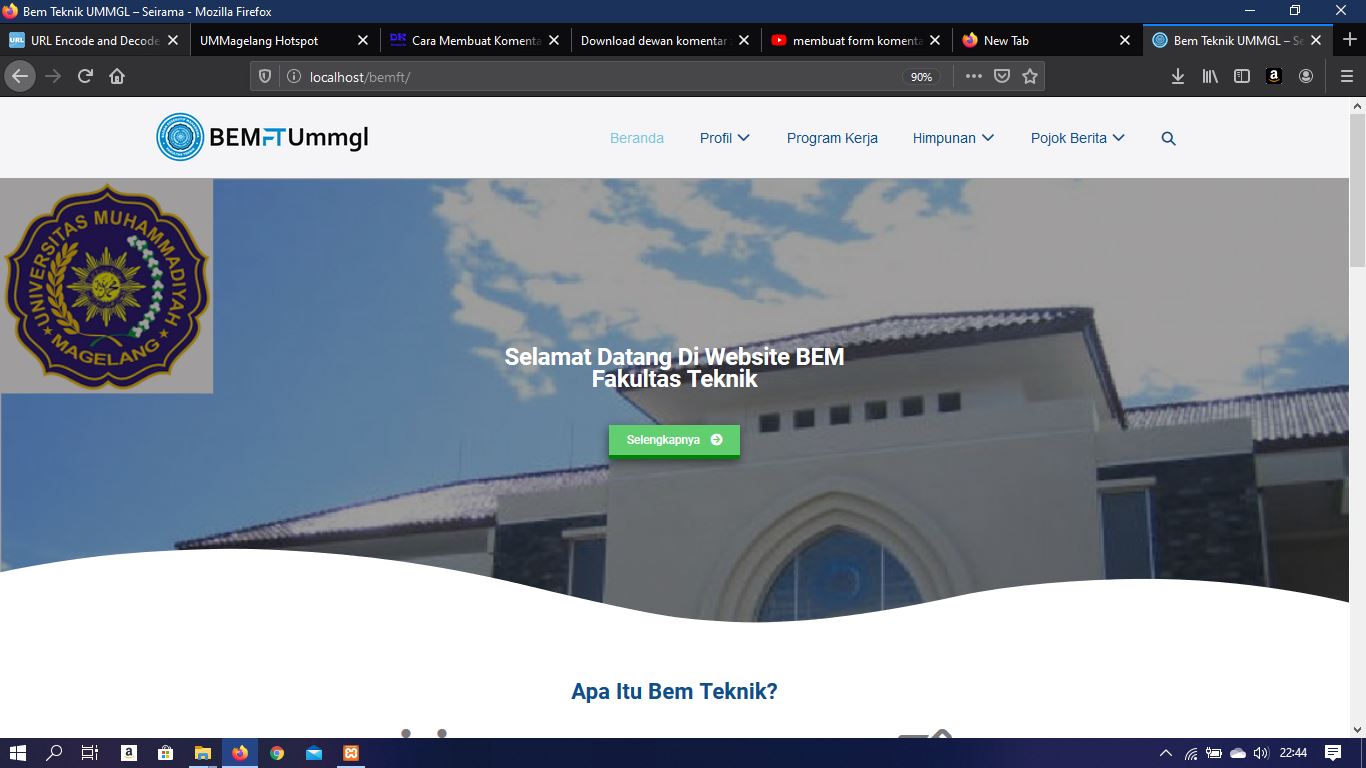 Bem Teknik UMMGL – Seirama - Mozilla Firefox
URL Encode and Decode
UMMagelang Hotspot
Cara Membuat Komenta
Download dewan komentar
membuat form komenta
New Tab
Bem Teknik UMMGL – Se
localhost/bemft/
90%
BEMFTUmmgl
Beranda
Profil
Program Kerja
Himpunan
Pojok Berita
UNIVERSITAS MUHAMMADIYAH
MAGELANG
Selamat Datang Di Website BEM
Fakultas Teknik
Selengkapnya
Apa Itu Bem Teknik?
22:44